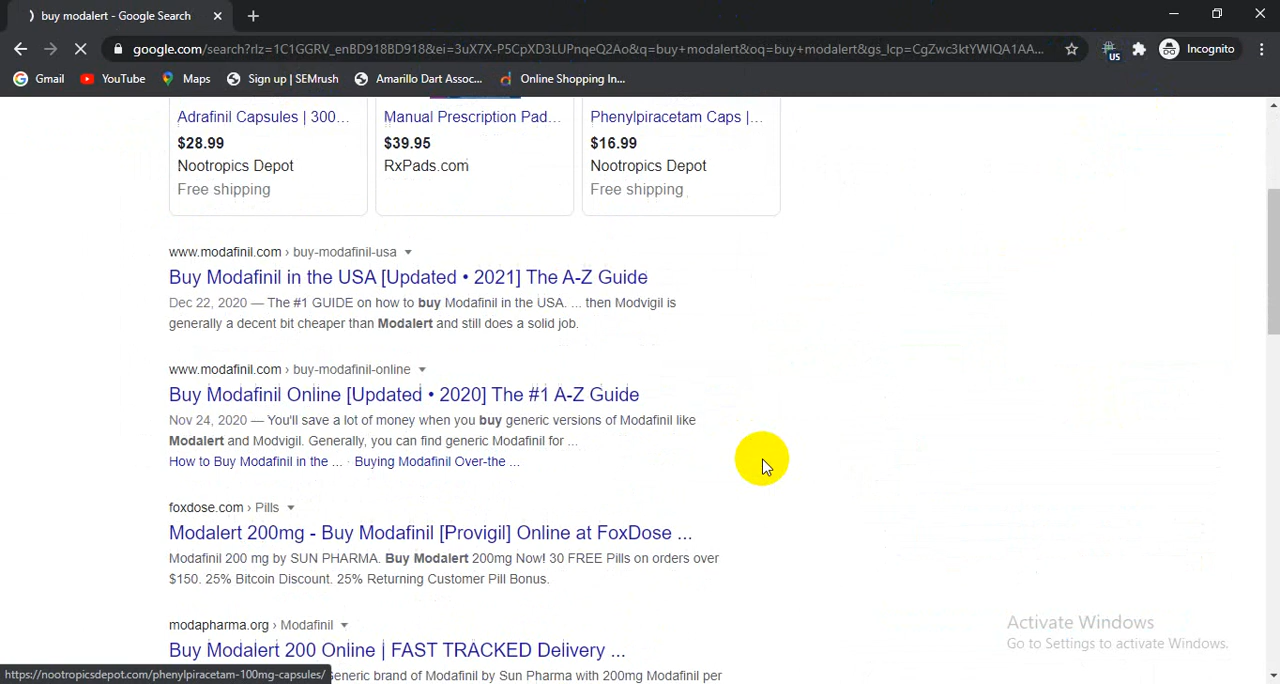 buy modalert - Google Search
google.com/search?rlz=1C1GGRV_enBD918BD918&ei=3uX7X-P5CpXD3LUPnqeQ2Ao&q=buy+modalert&oq=buy+modalert&gs_lcp=CgZwc3ktYWIQA1AA...
US
Incognito
Gmail
YouTube
Maps
Sign up | SEMrush
Amarillo Dart Assoc...
Online Shopping In...
Adrafinil Capsules | 300...
$28.99
Nootropics Depot
Free shipping
Manual Prescription Pad...
$39.95
RxPads.com
Phenylpiracetam Caps |...
$16.99
Nootropics Depot
Free shipping
www.modafinil.com › buy-modafinil-usa
Buy Modafinil in the USA [Updated • 2021] The A-Z Guide
Dec 22, 2020 — The #1 GUIDE on how to buy Modafinil in the USA. ... then Modvigil is
generally a decent bit cheaper than Modalert and still does a solid job.
www.modafinil.com › buy-modafinil-online
Buy Modafinil Online [Updated • 2020] The #1 A-Z Guide
Nov 24, 2020 — You'll save a lot of money when you buy generic versions of Modafinil like
Modalert and Modvigil. Generally, you can find generic Modafinil for ...
How to Buy Modafinil in the ... · Buying Modafinil Over-the ...
foxdose.com › Pills
Modalert 200mg - Buy Modafinil [Provigil] Online at FoxDose ...
Modafinil 200 mg by SUN PHARMA. Buy Modalert 200mg Now! 30 FREE Pills on orders over
$150. 25% Bitcoin Discount. 25% Returning Customer Pill Bonus.
modapharma.org › Modafinil
Buy Modalert 200 Online | FAST TRACKED Delivery ...
eneric brand of Modafinil by Sun Pharma with 200mg Modafinil per
Activate Windows
Go to Settings to activate Windows.
https://nootropicsdepot.com/phenylpiracetam-100mg-capsules/